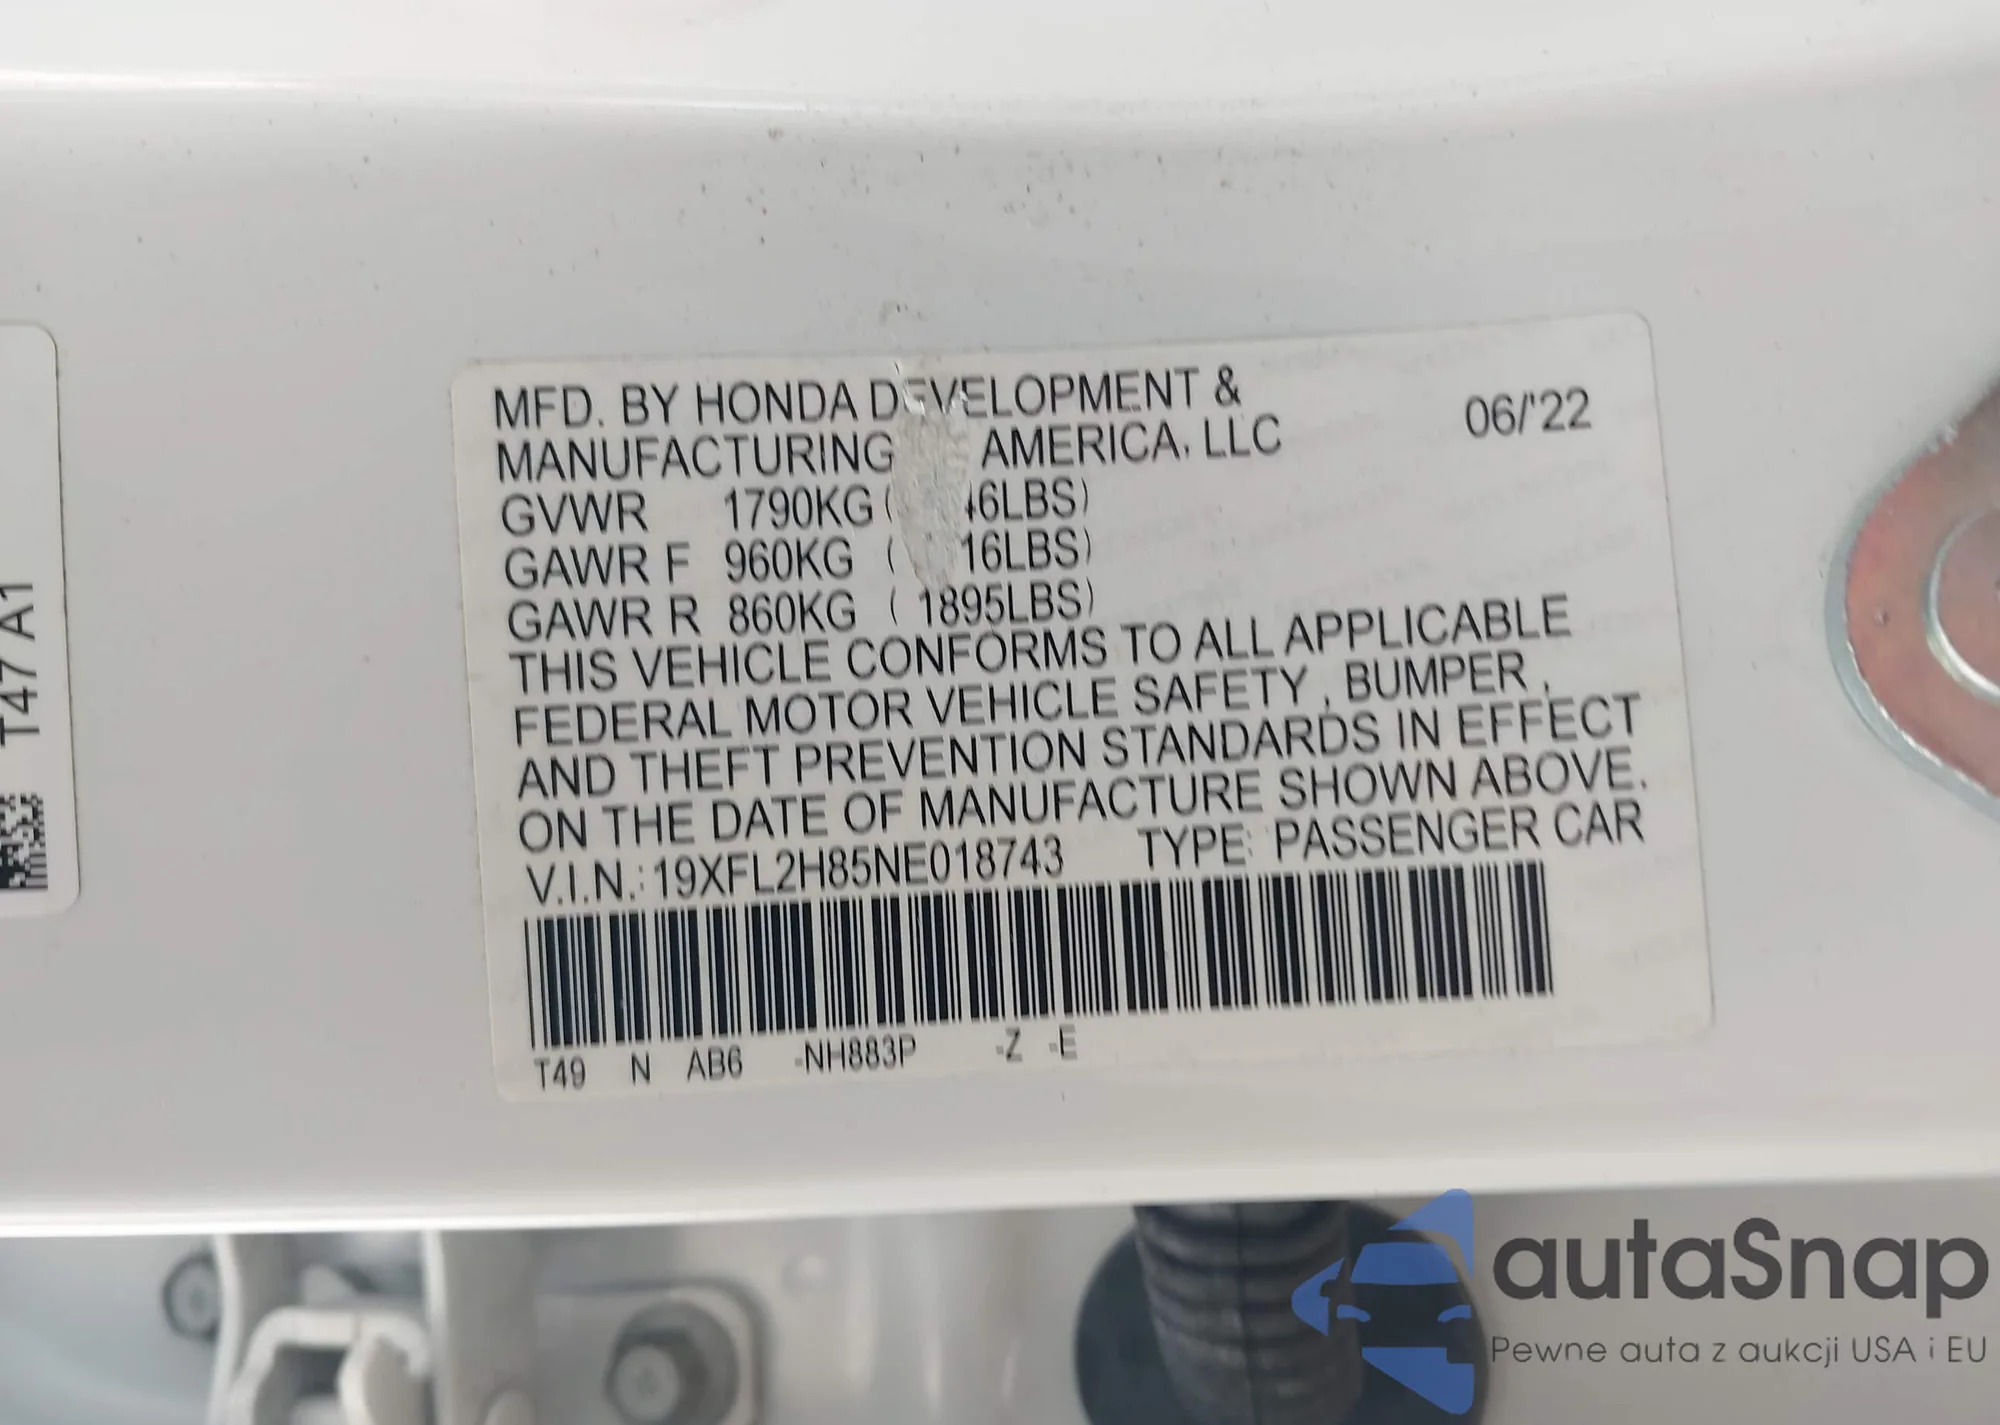 MFD. BY HONDA DEVELOPMENT & 06/'22
MANUFACTURING AMERICA, LLC
GVWR 1790KG ( 46LBS)
GAWR F 960KG ( 16LBS)
GAWR R 860KG ( 1895LBS)
THIS VEHICLE CONFORMS TO ALL APPLICABLE
FEDERAL MOTOR VEHICLE SAFETY , BUMPER ,
AND THEFT PREVENTION STANDARDS IN EFFECT
ON THE DATE OF MANUFACTURE SHOWN ABOVE.
V.I.N.: 19XFL2H85NE018743 TYPE: PASSENGER CAR
T49 N AB6 -NH883P -Z -E
T47 A1
autaSnap
Pewne auta z aukcji USA i EU